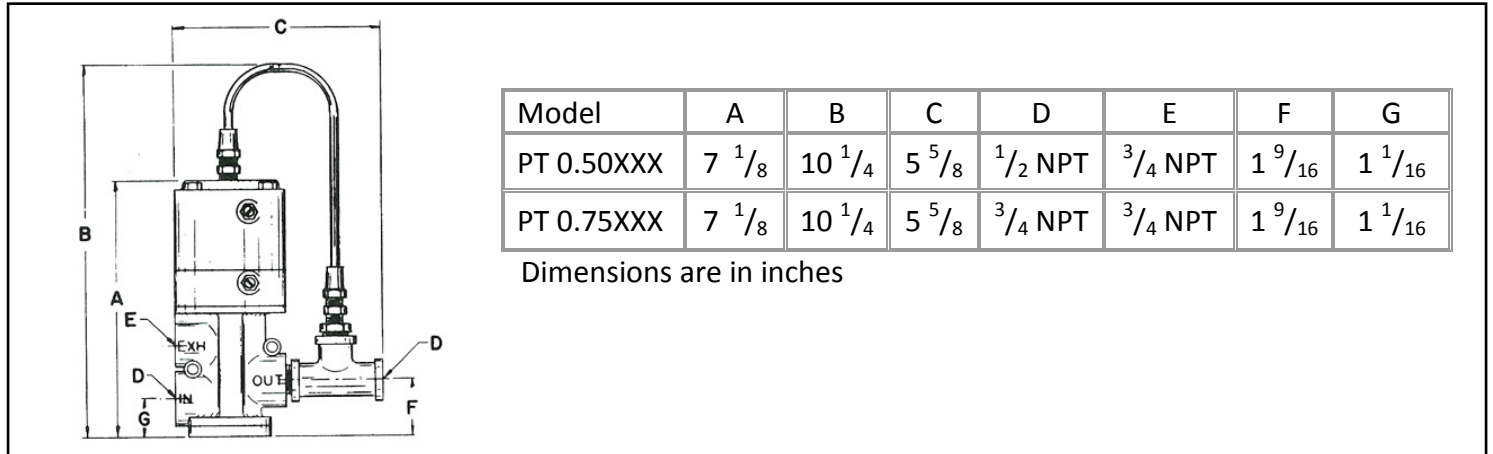 C
B
A
E
EXH
D
IN
G
OUT
D
F
Model A B C D E F G
PT 0.50XXX 7 1/8 10 1/4 5 5/8 1/2 NPT 3/4 NPT 1 9/16 1 1/16
PT 0.75XXX 7 1/8 10 1/4 5 5/8 3/4 NPT 3/4 NPT 1 9/16 1 1/16
Dimensions are in inches